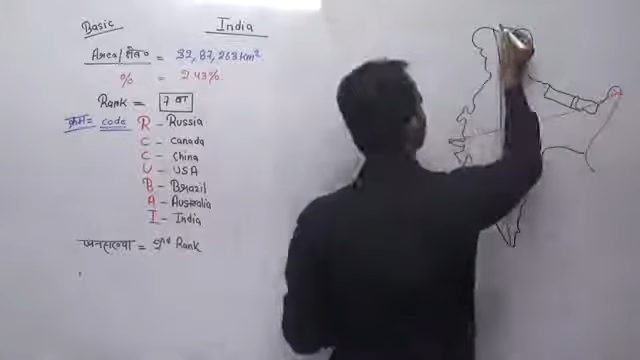 Basic India
Area/क्षेत्र० = 32,87,263 km²
% = 2.43%.
Rank = 7 वा
क्रम= code R - Russia
C - Canada
C - China
U - USA
B - Brazil
A - Australia
I - India
जनसंख्या = 2nd Rank